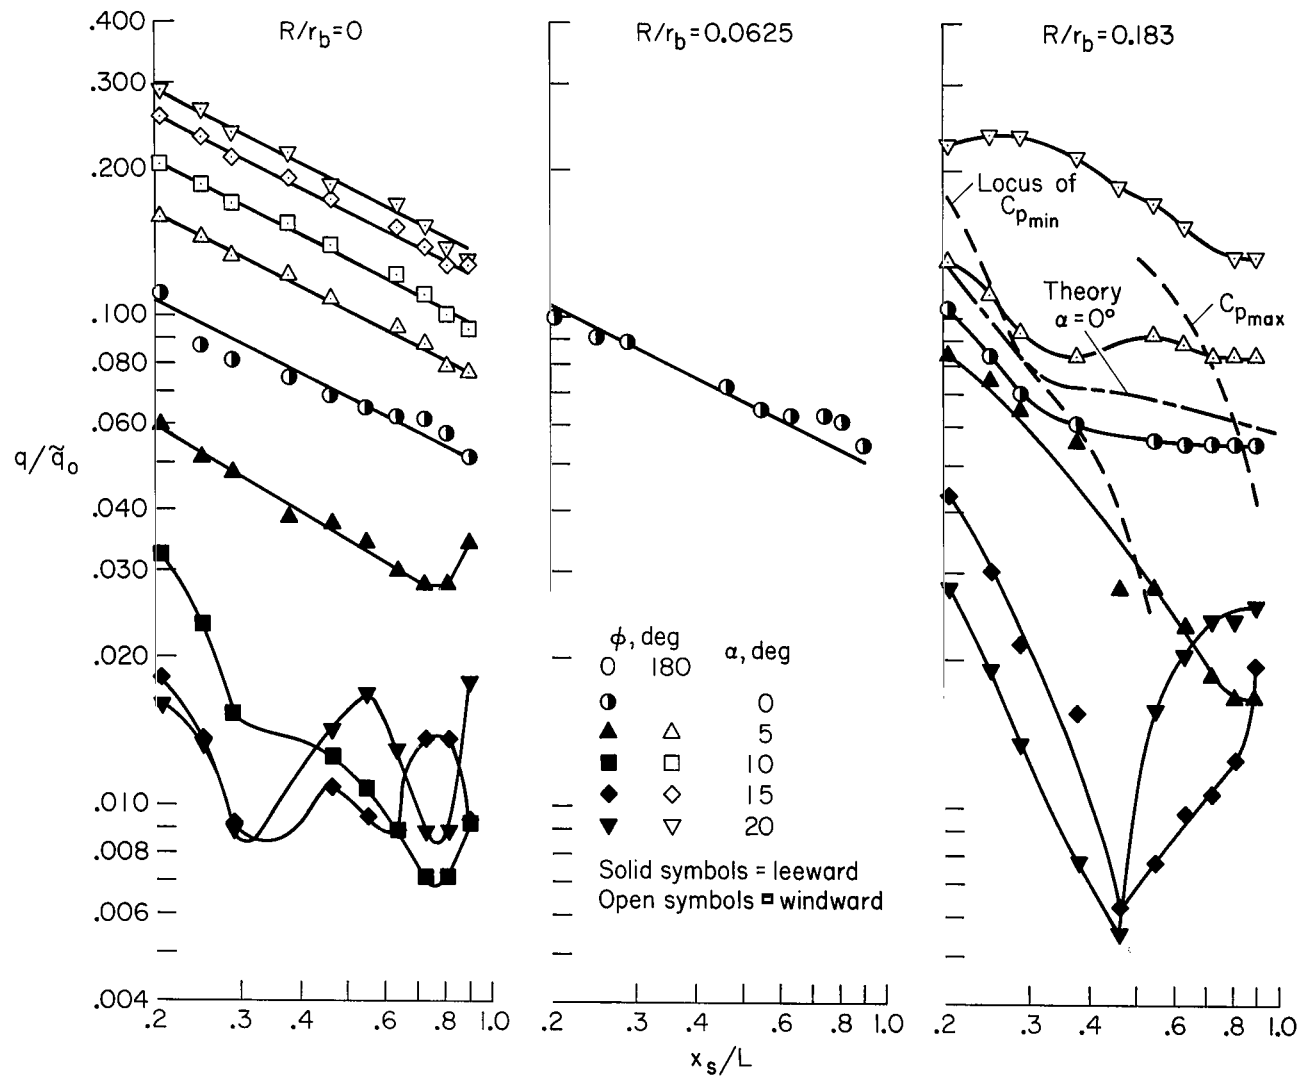 R/r_b=0
R/r_b=0.0625
R/r_b=0.183
.400
.300
.200
.100
.080
.060
.040
.030
.020
.010
.008
.006
.004
q/q̃_o
Locus of
C_p_min
Theory
α=0°
C_p_max
ϕ, deg α, deg
0 180
0
5
10
15
20
Solid symbols = leeward
Open symbols = windward
.2 .3 .4 .6 .8 1.0
.2 .3 .4 .6 .8 1.0
.2 .3 .4 .6 .8 1.0
x_s/L